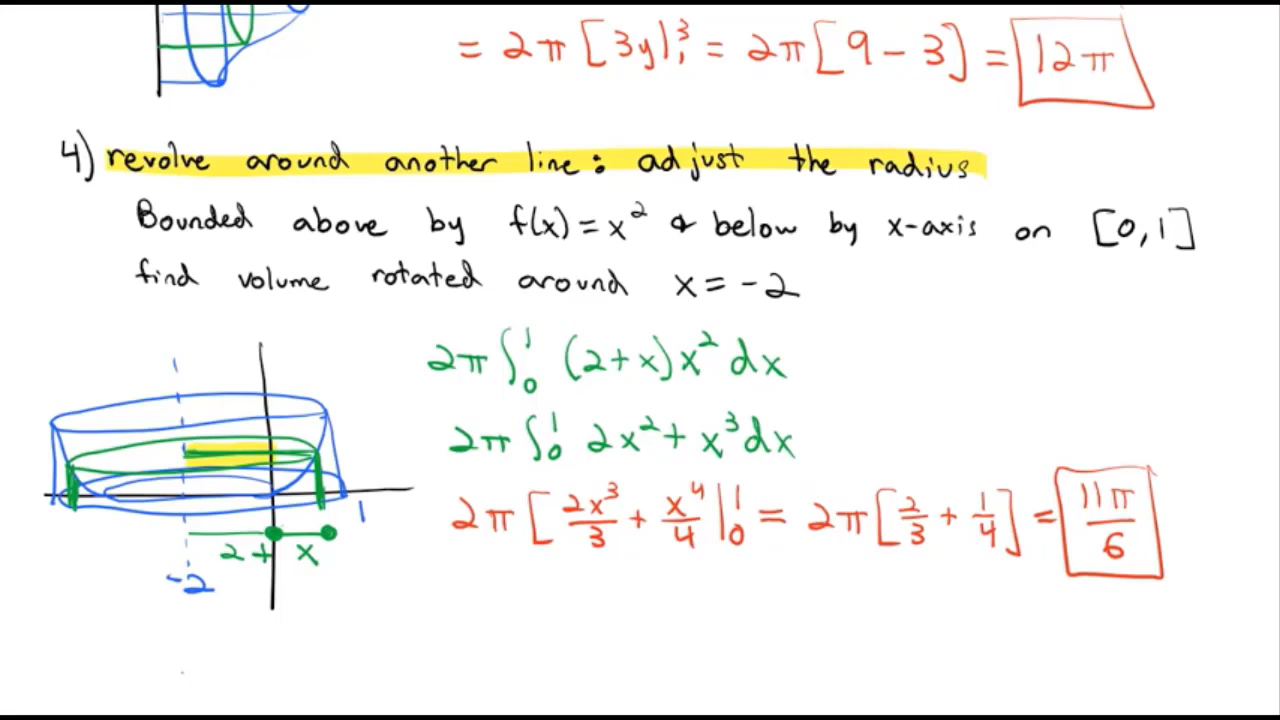 = 2π [3y|₁³ = 2π [9 − 3] = 12π
4) revolve around another line: adjust the radius
Bounded above by f(x) = x² & below by x-axis on [0,1]
find volume rotated around x = -2
2π ∫₀¹ (2+x)x² dx
2π ∫₀¹ 2x² + x³ dx
2π [ 2x³/3 + x⁴/4 |₀¹ = 2π [2/3 + 1/4] = 11π/6
1
2 + x
-2